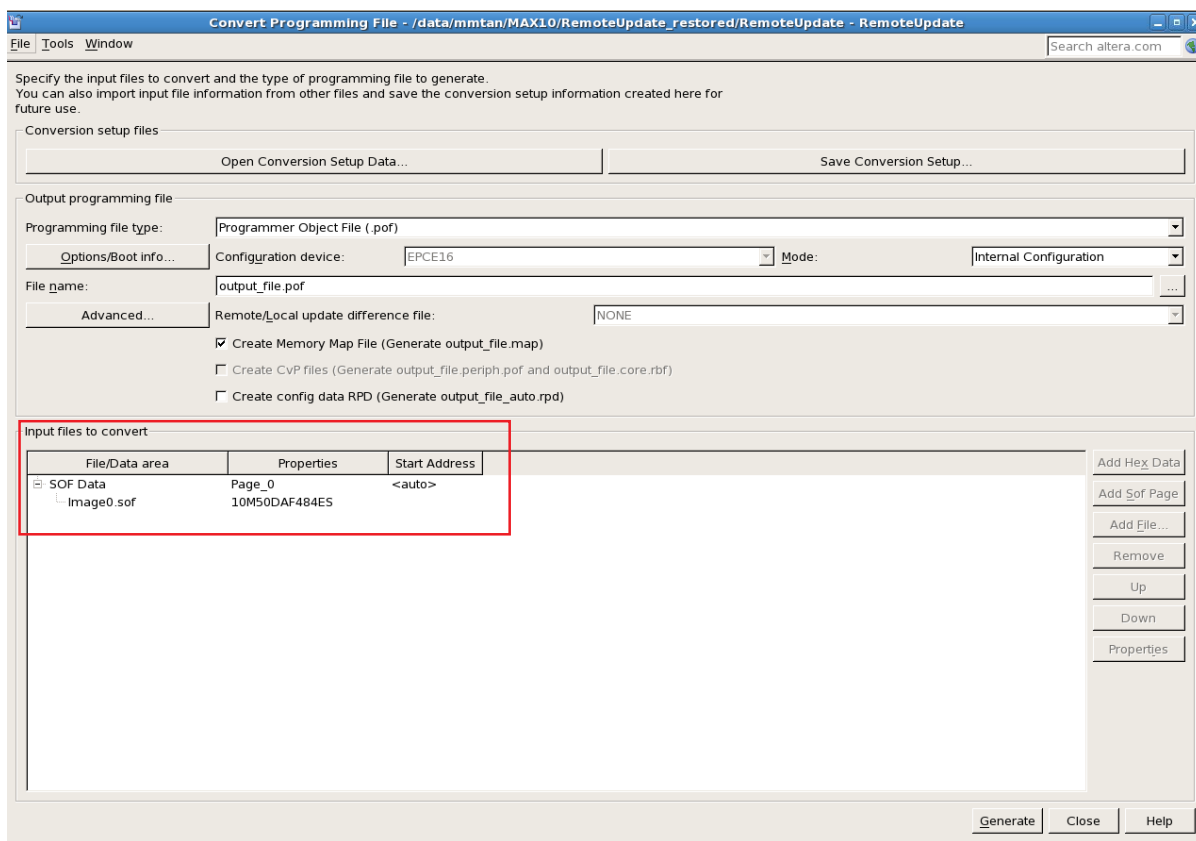 Convert Programming File - /data/mmtan/MAX10/RemoteUpdate_restored/RemoteUpdate - RemoteUpdate
File Tools Window
Search altera.com
Specify the input files to convert and the type of programming file to generate.
You can also import input file information from other files and save the conversion setup information created here for
future use.
Conversion setup files
Open Conversion Setup Data... Save Conversion Setup...
Output programming file
Programming file type: Programmer Object File (.pof)
Options/Boot info... Configuration device: EPCE16 Mode: Internal Configuration
File name: output_file.pof ...
Advanced... Remote/Local update difference file: NONE
Create Memory Map File (Generate output_file.map)
Create CvP files (Generate output_file.periph.pof and output_file.core.rbf)
Create config data RPD (Generate output_file_auto.rpd)
Input files to convert
File/Data area Properties Start Address
SOF Data Page_0 <auto>
Image0.sof 10M50DAF484ES
Add Hex Data
Add Sof Page
Add File...
Remove
Up
Down
Properties
Generate Close Help